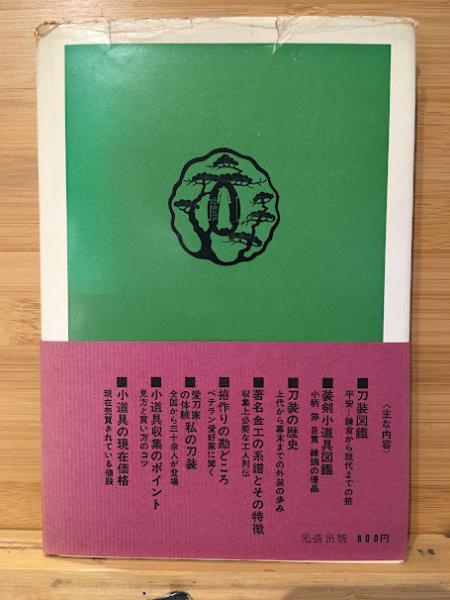 〈主な内容〉
刀装図鑑
平安―鎌倉から現代までの拵
装剣小道具図鑑
小柄 笄 目貫 縁頭の優品
刀装の歴史
上代から幕末までの外装の歩み
著名金工の系譜とその特徴
収集上必要な工人列伝
拵作りの勘どころ
ベテラン愛好家に聞く
愛刀家の体験 私の刀装
全国から三十余人が登場
小道具収集のポイント
見方と買い方のコツ
小道具の現在価格
現在売買されている値段
光芸出版 800円